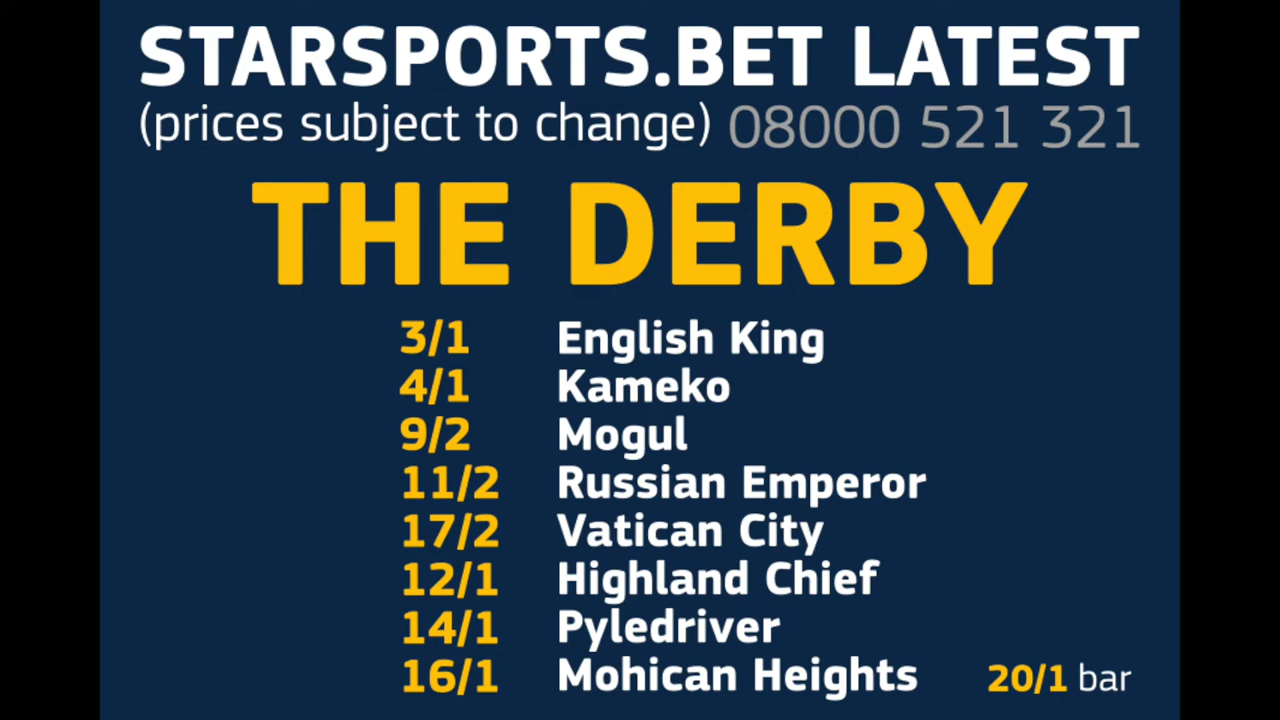 STARSPORTS.BET LATEST
(prices subject to change) 08000 521 321
THE DERBY
3/1 English King
4/1 Kameko
9/2 Mogul
11/2 Russian Emperor
17/2 Vatican City
12/1 Highland Chief
14/1 Pyledriver
16/1 Mohican Heights 20/1 bar